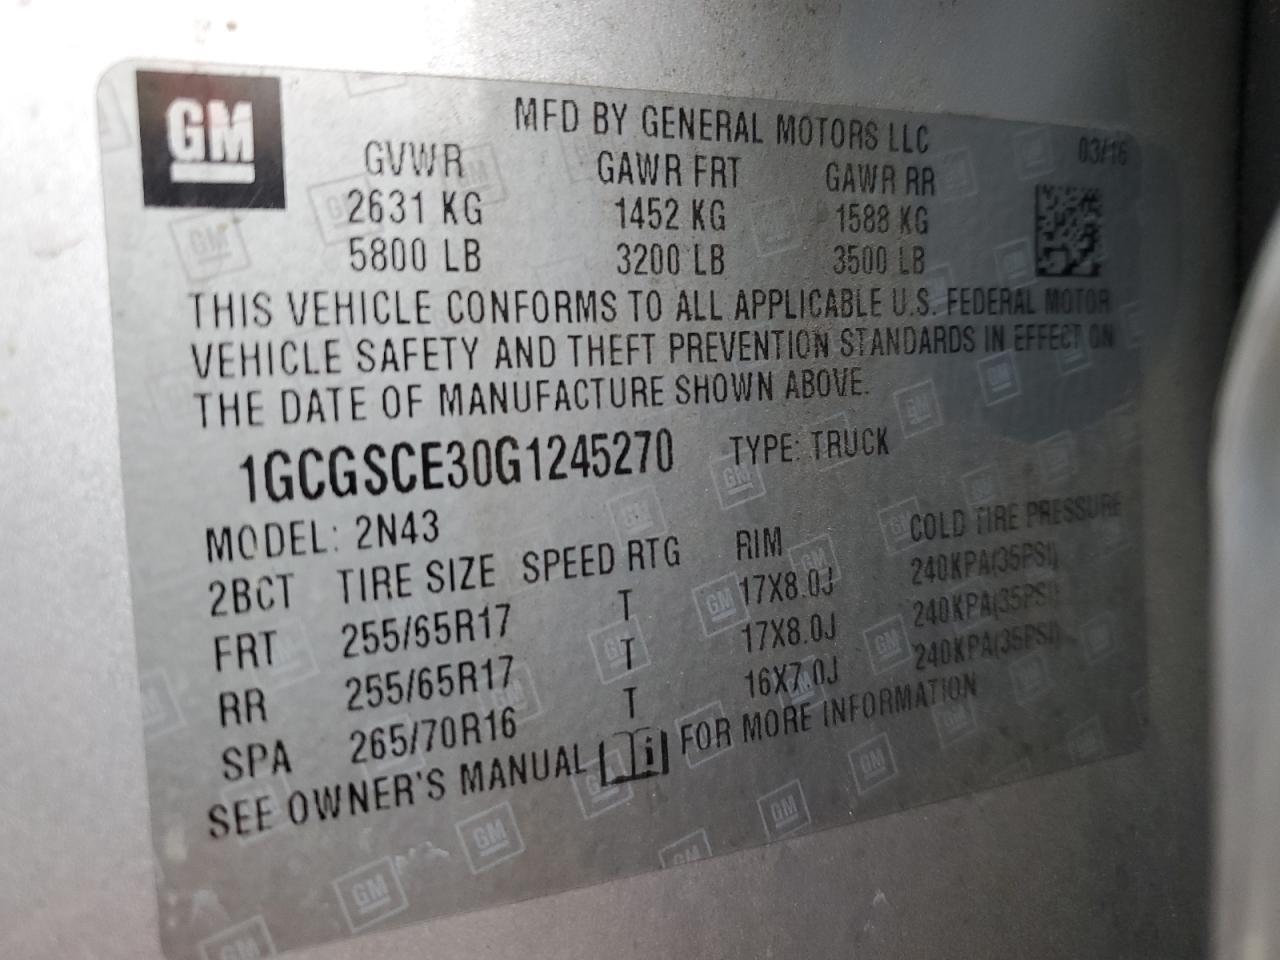 GM
MFD BY GENERAL MOTORS LLC
03/16
GVWR GAWR FRT GAWR RR
2631 KG 1452 KG 1588 KG
5800 LB 3200 LB 3500 LB
THIS VEHICLE CONFORMS TO ALL APPLICABLE U.S. FEDERAL MOTOR
VEHICLE SAFETY AND THEFT PREVENTION STANDARDS IN EFFECT ON
THE DATE OF MANUFACTURE SHOWN ABOVE.
1GCGSCE30G1245270 TYPE: TRUCK
MODEL: 2N43
2BCT TIRE SIZE SPEED RTG RIM COLD TIRE PRESSURE
FRT 255/65R17 T 17X8.0J 240KPA(35PSI)
RR 255/65R17 T 17X8.0J 240KPA(35PSI)
SPA 265/70R16 T 16X7.0J 240KPA(35PSI)
SEE OWNER'S MANUAL i FOR MORE INFORMATION